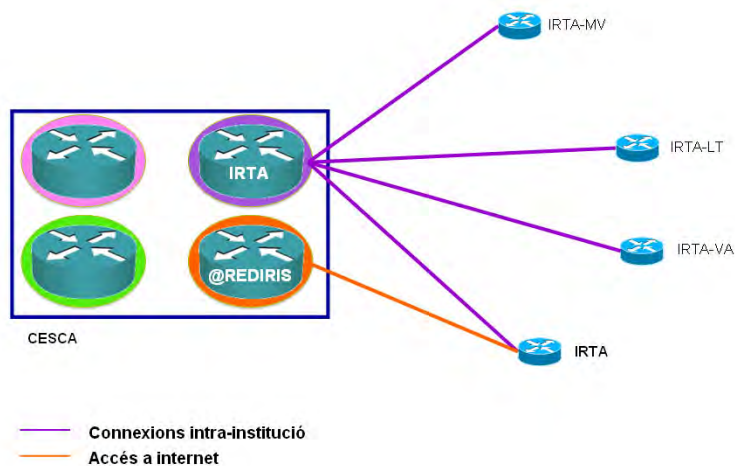 IRTA-MV
IRTA-LT
IRTA
IRTA-VA
@REDIRIS
CESCA
IRTA
Connexions intra-institució
Accés a internet